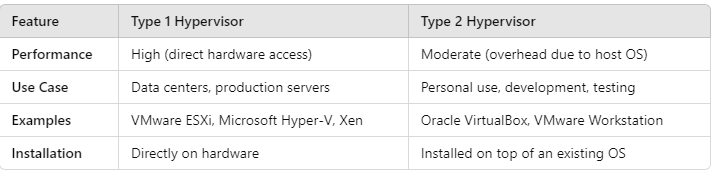 Feature Type 1 Hypervisor Type 2 Hypervisor
Performance High (direct hardware access) Moderate (overhead due to host OS)
Use Case Data centers, production servers Personal use, development, testing
Examples VMware ESXi, Microsoft Hyper-V, Xen Oracle VirtualBox, VMware Workstation
Installation Directly on hardware Installed on top of an existing OS